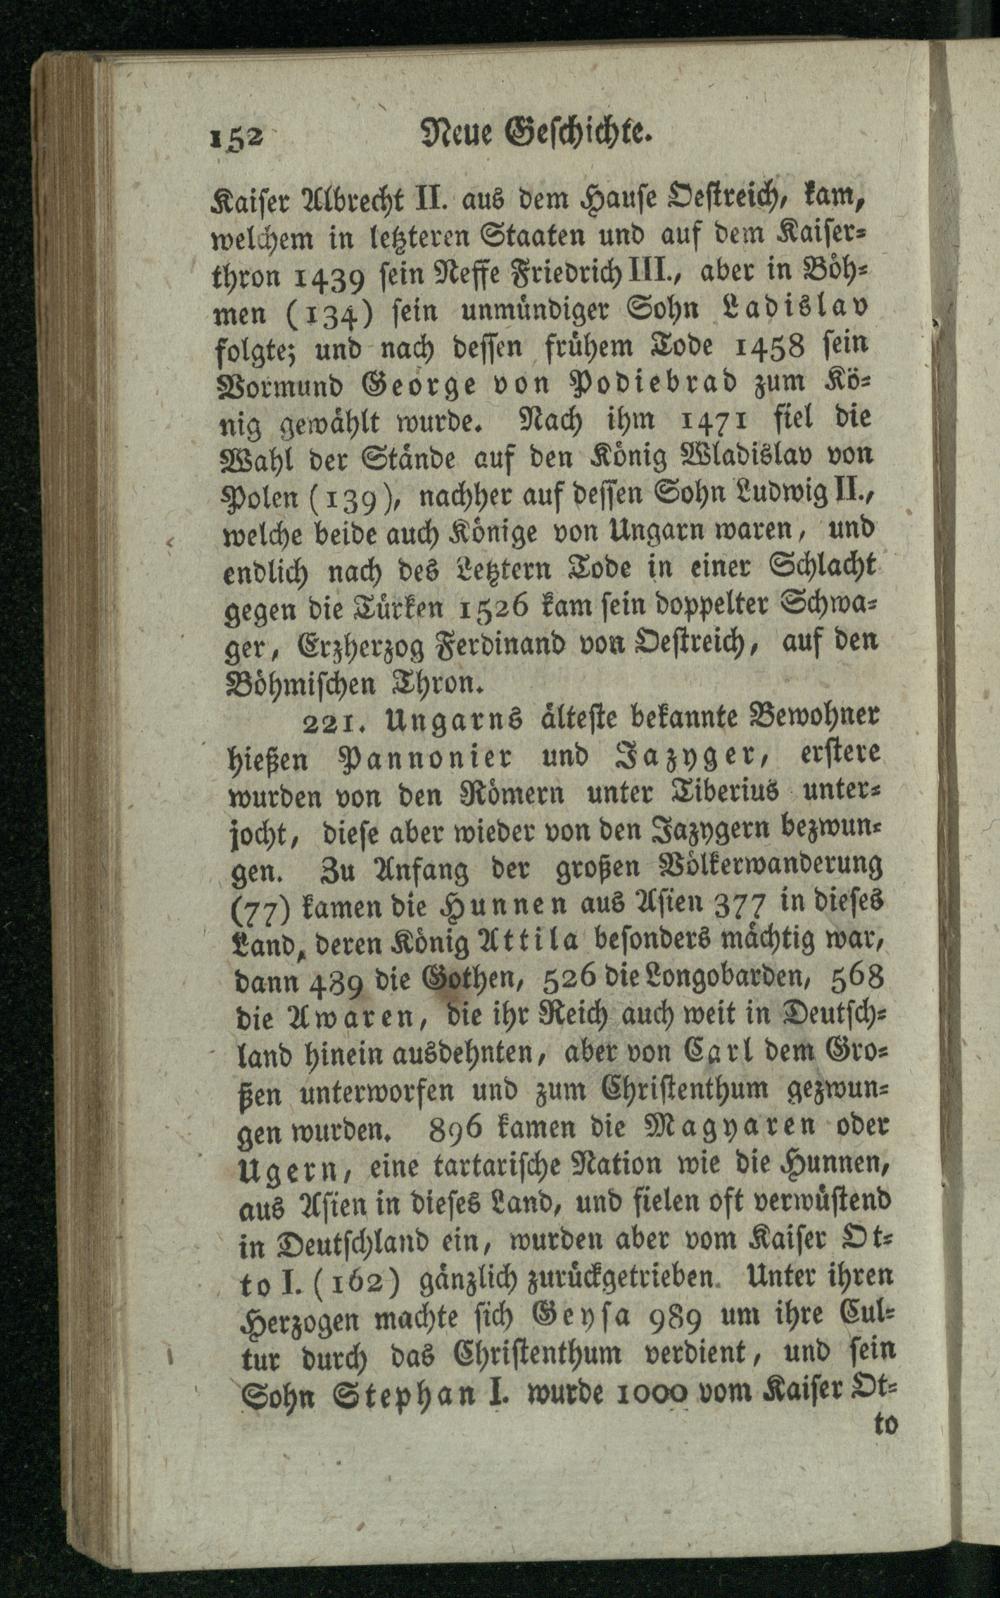 152 Neue Geschichte.
Kaiser Albrecht II. aus dem Hause Oestreich, kam,
welchem in letzteren Staaten und auf dem Kaiser-
thron 1439 sein Neffe Friedrich III., aber in Böh-
men (134) sein unmündiger Sohn Ladislav
folgte; und nach dessen frühem Tode 1458 sein
Vormund George von Podiebrad zum Kö-
nig gewählt wurde. Nach ihm 1471 fiel die
Wahl der Stände auf den König Wladislav von
Polen (139), nachher auf dessen Sohn Ludwig II.,
welche beide auch Könige von Ungarn waren, und
endlich nach des Letztern Tode in einer Schlacht
gegen die Türken 1526 kam sein doppelter Schwa-
ger, Erzherzog Ferdinand von Oestreich, auf den
Böhmischen Thron.
221. Ungarns älteste bekannte Bewohner
hießen Pannonier und Jazyger, erstere
wurden von den Römern unter Tiberius unter-
jocht, diese aber wieder von den Jazygern bezwun-
gen. Zu Anfang der großen Völkerwanderung
(77) kamen die Hunnen aus Asien 377 in dieses
Land, deren König Attila besonders mächtig war,
dann 489 die Gothen, 526 die Longobarden, 568
die Awaren, die ihr Reich auch weit in Deutsch-
land hinein ausdehnten, aber von Carl dem Gro-
ßen unterworfen und zum Christenthum gezwun-
gen wurden. 896 kamen die Magyaren oder
Ugern, eine tartarische Nation wie die Hunnen,
aus Asien in dieses Land, und fielen oft verwüstend
in Deutschland ein, wurden aber vom Kaiser Ot-
to I. (162) gänzlich zurückgetrieben. Unter ihren
Herzogen machte sich Geysa 989 um ihre Cul-
tur durch das Christenthum verdient, und sein
Sohn Stephan I. wurde 1000 vom Kaiser Ot-
to